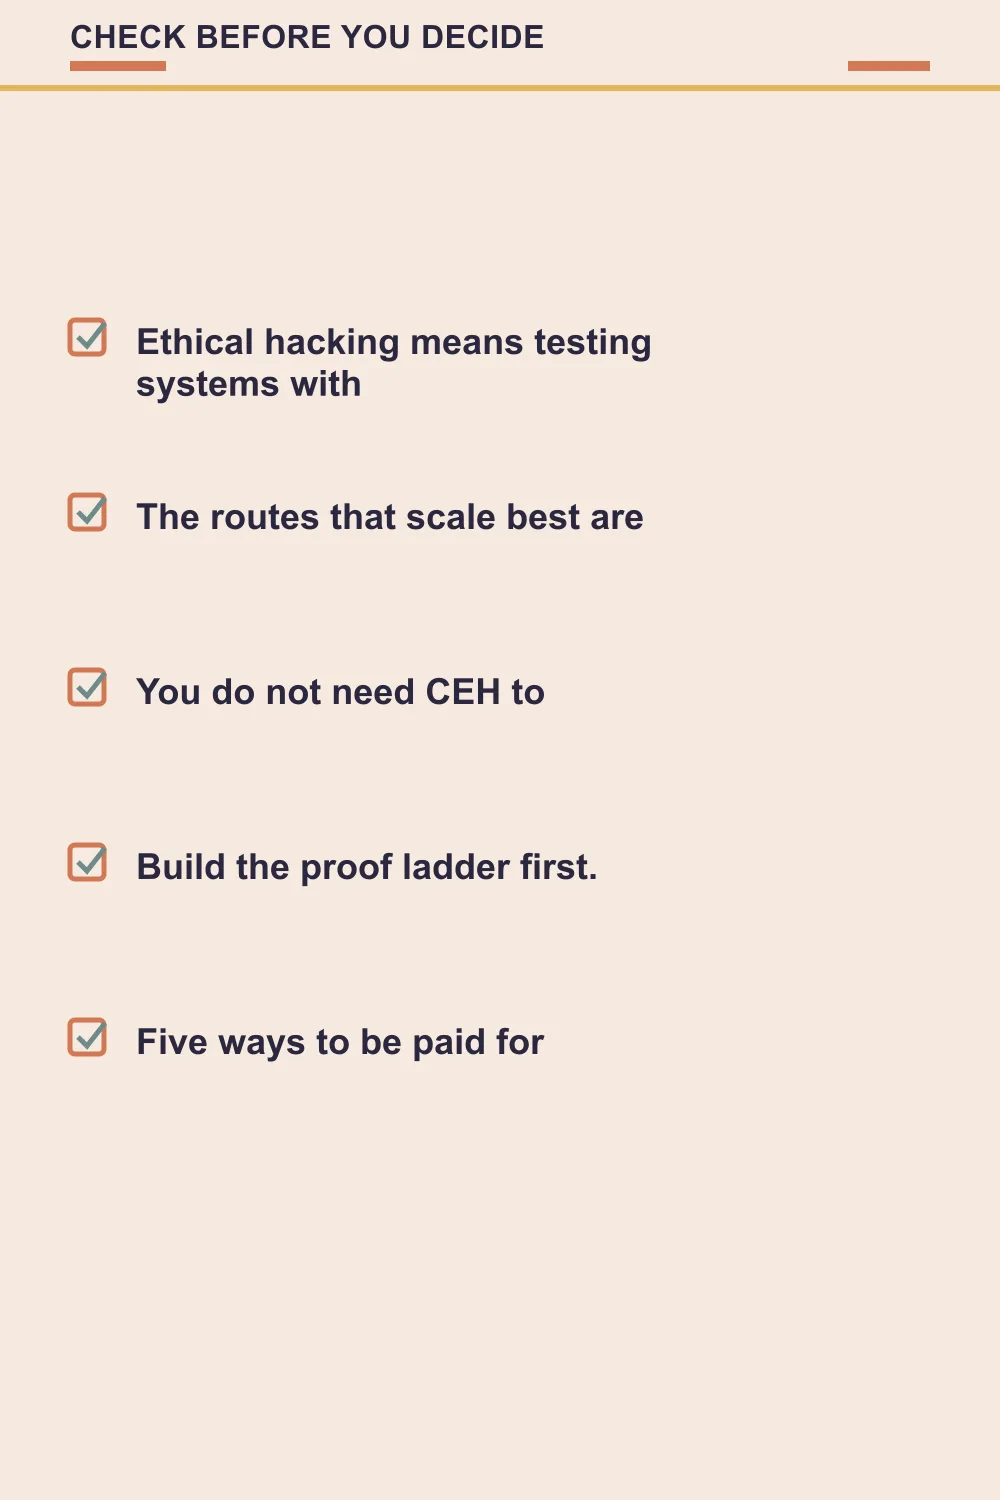 CHECK BEFORE YOU DECIDE
Ethical hacking means testing
systems with
The routes that scale best are
You do not need CEH to
Build the proof ladder first.
Five ways to be paid for